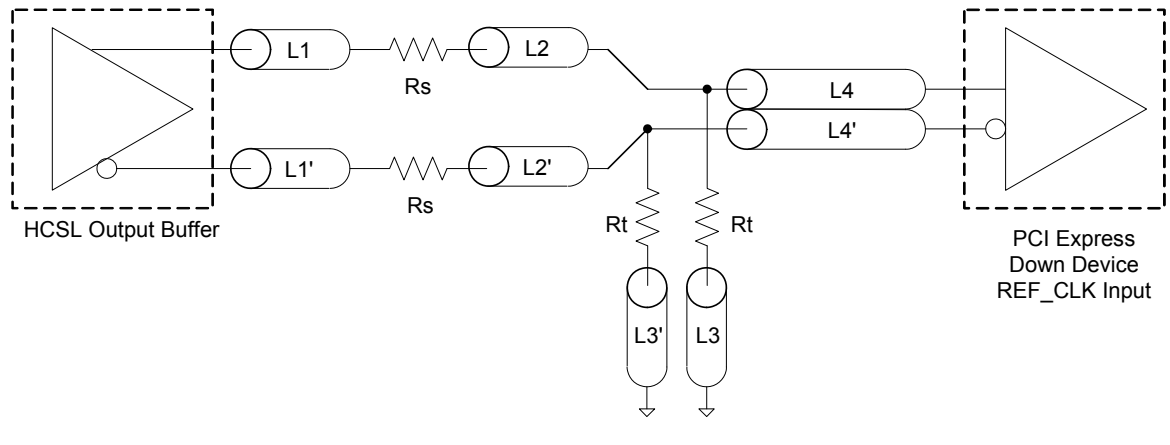 L1
Rs
L2
L4
L1'
Rs
L2'
L4'
HCSL Output Buffer
Rt
Rt
L3'
L3
PCI Express
Down Device
REF_CLK Input